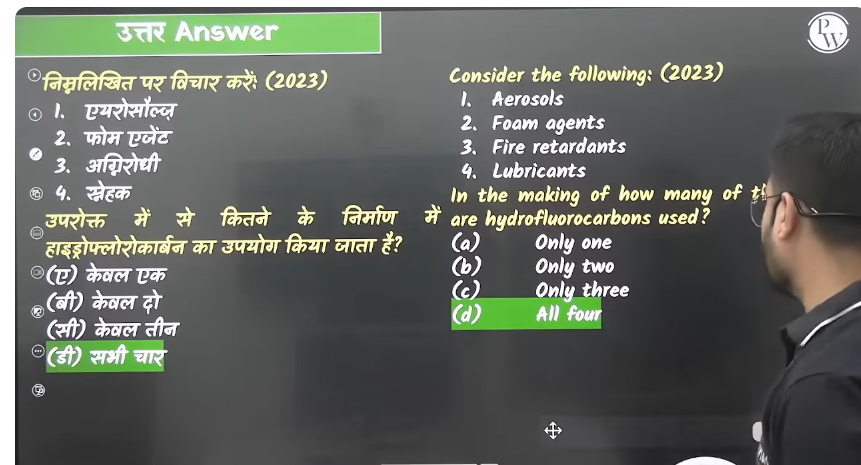 उत्तर Answer
PW
निम्नलिखित पर विचार करें: (2023)
1. एयरोसौल्ज़
2. फोम एजेंट
3. अग्निरोधी
4. स्नेहक
उपरोक्त में से कितने के निर्माण में
हाइड्रोफ्लोरोकार्बन का उपयोग किया जाता है?
(ए) केवल एक
(बी) केवल दो
(सी) केवल तीन
(डी) सभी चार
Consider the following: (2023)
1. Aerosols
2. Foam agents
3. Fire retardants
4. Lubricants
In the making of how many of
are hydrofluorocarbons used?
(a) Only one
(b) Only two
(c) Only three
(d) All four